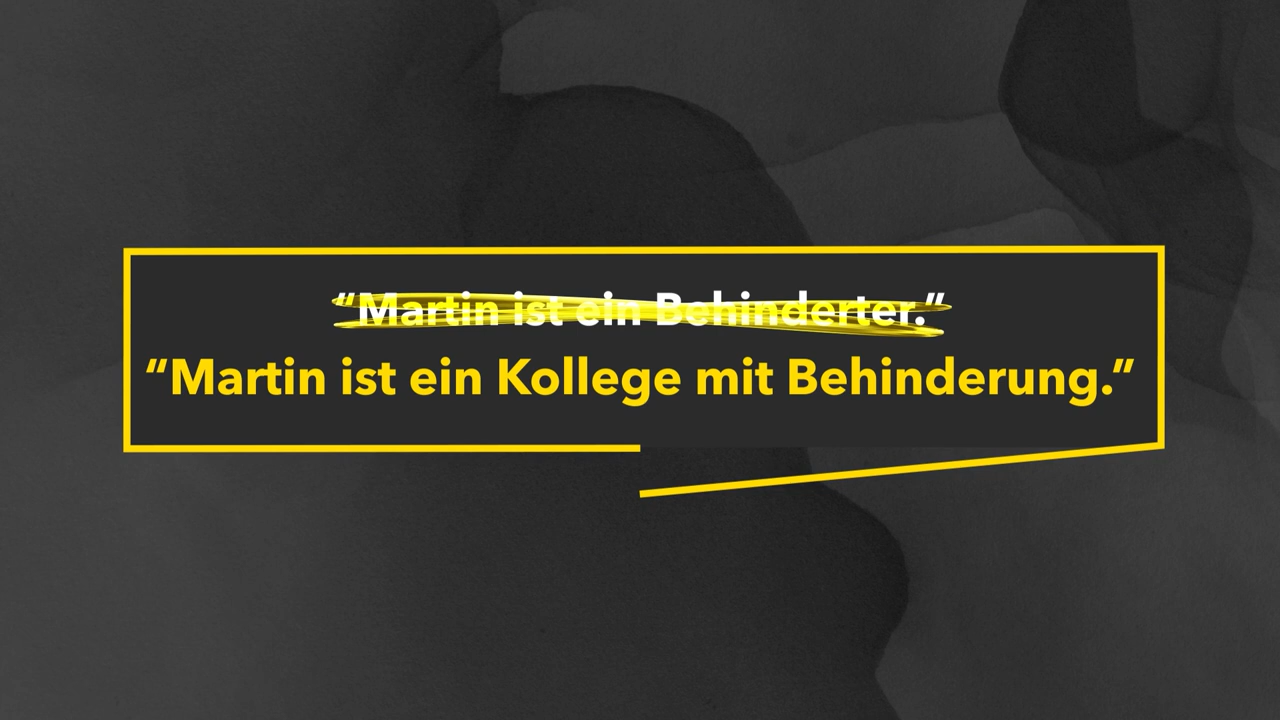 “Martin ist ein Behinderter.”
“Martin ist ein Kollege mit Behinderung.”